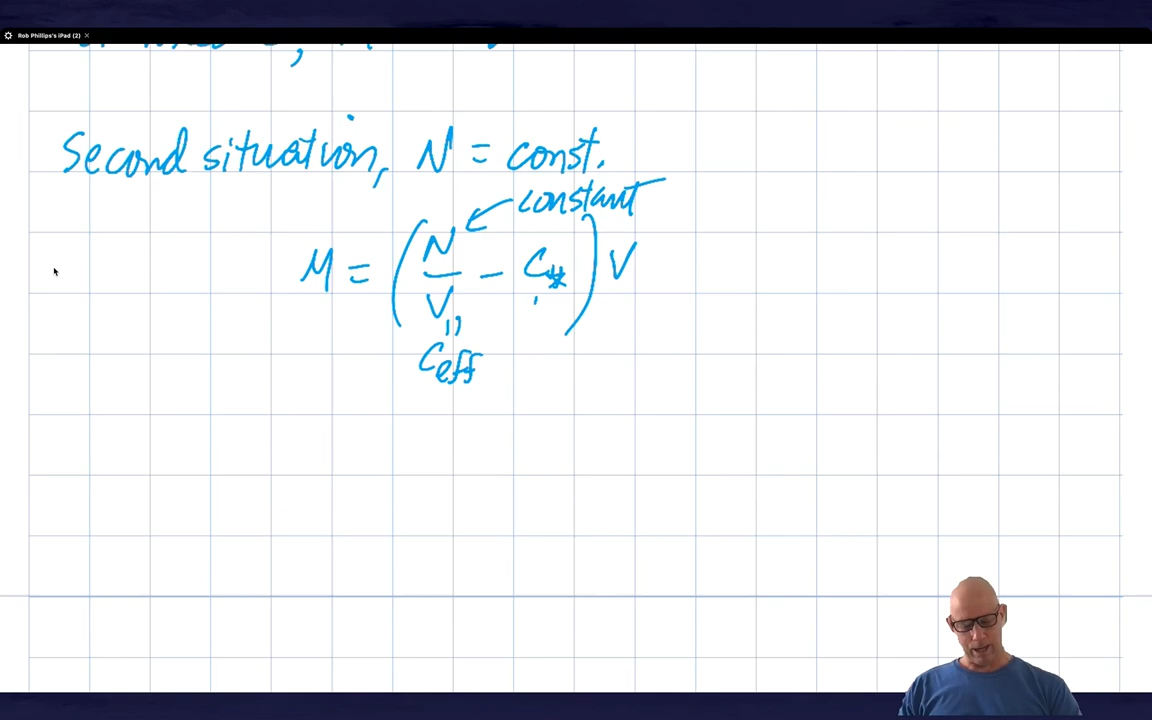 Rob Phillips's iPad (2) ×
Second situation, N = const.
constant
M = (N/V - C*) V
Ceff